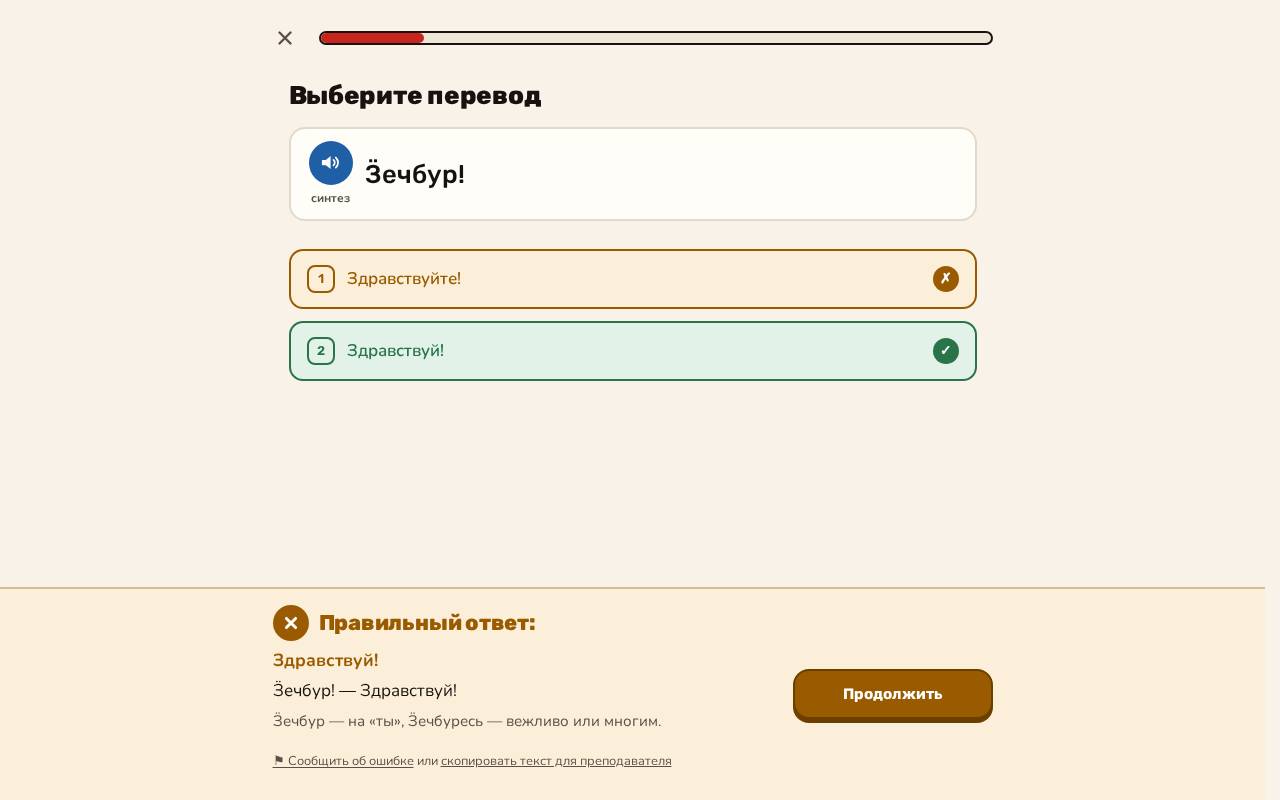 Выберите перевод
Ӟечбур!
синтез
1 Здравствуйте! ✗
2 Здравствуй! ✓
Правильный ответ:
Здравствуй!
Ӟечбур! — Здравствуй!
Ӟечбур — на «ты», Ӟечбуресь — вежливо или многим.
Продолжить
⚑ Сообщить об ошибке или скопировать текст для преподавателя